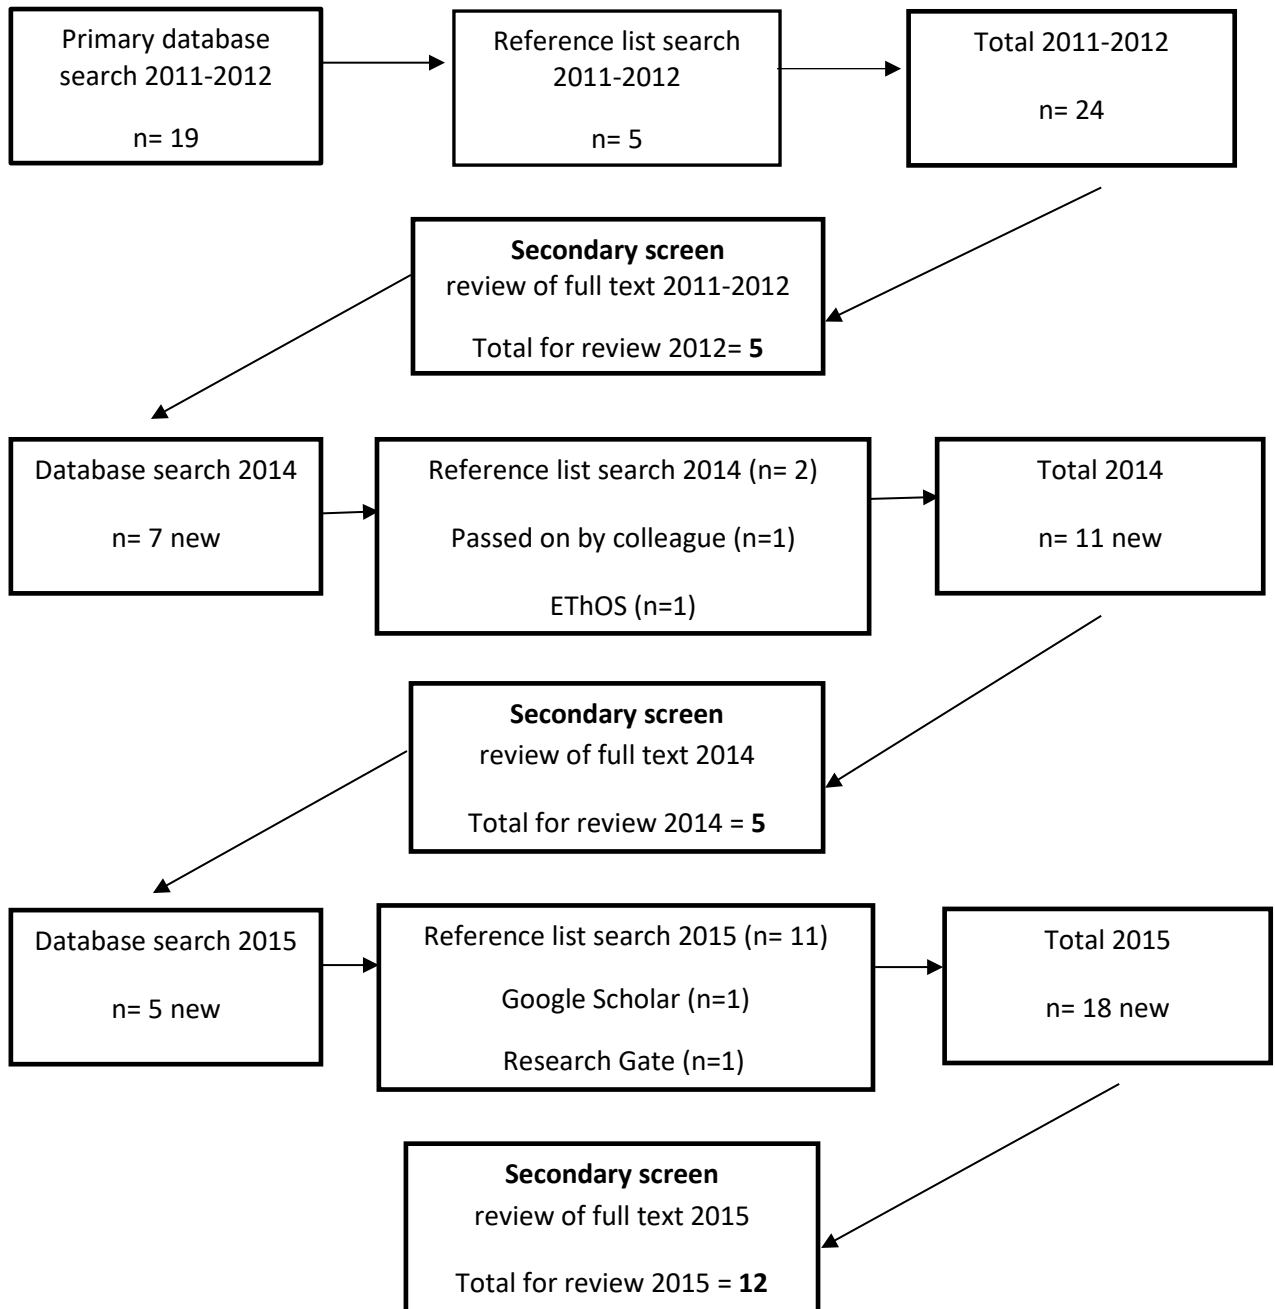 Primary database
search 2011-2012
n= 19
Reference list search
2011-2012
n= 5
Total 2011-2012
n= 24
Secondary screen
review of full text 2011-2012
Total for review 2012= 5
Database search 2014
n= 7 new
Reference list search 2014 (n= 2)
Passed on by colleague (n=1)
EThOS (n=1)
Total 2014
n= 11 new
Secondary screen
review of full text 2014
Total for review 2014 = 5
Database search 2015
n= 5 new
Reference list search 2015 (n= 11)
Google Scholar (n=1)
Research Gate (n=1)
Total 2015
n= 18 new
Secondary screen
review of full text 2015
Total for review 2015 = 12